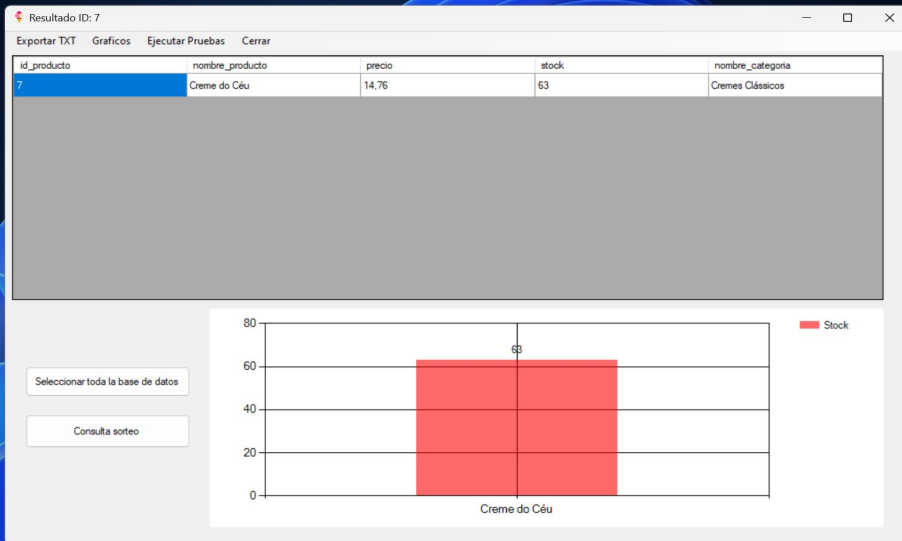 Resultado ID: 7
Exportar TXT Graficos Ejecutar Pruebas Cerrar
id_producto nombre_producto precio stock nombre_categoria
7 Creme do Céu 14,76 63 Cremes Clássicos
Seleccionar toda la base de datos
Consulta sorteo
80
60
40
20
0
63
Creme do Céu
Stock